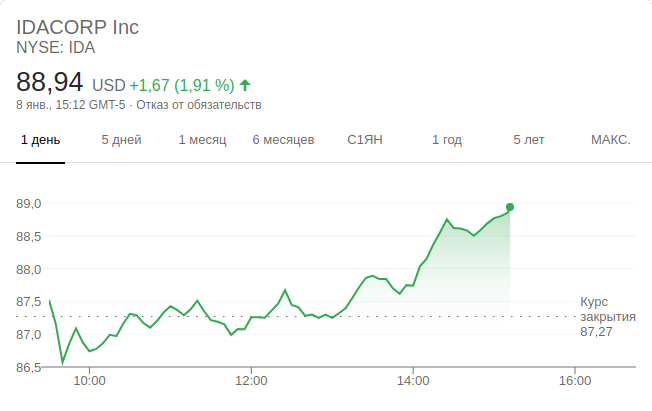 IDACORP Inc
NYSE: IDA
88,94 USD +1,67 (1,91 %)
8 янв., 15:12 GMT-5 · Отказ от обязательств
1 день 5 дней 1 месяц 6 месяцев С1ЯН 1 год 5 лет МАКС.
89,0
88,5
88,0
87,5
87,0
86,5
Курс
закрытия
87,27
10:00 12:00 14:00 16:00